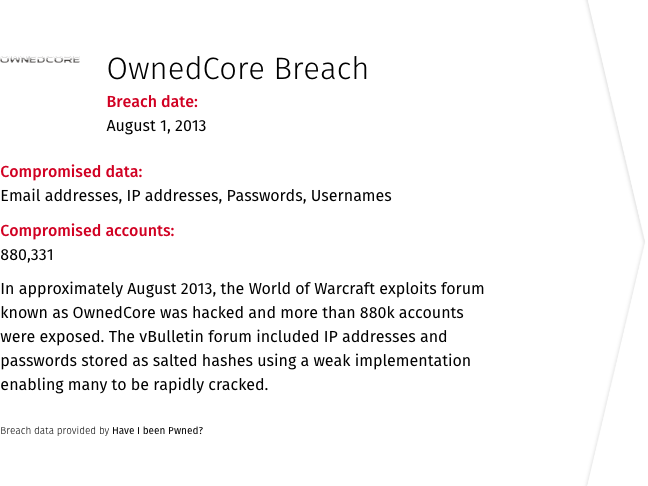 OWNEDCORE
OwnedCore Breach
Breach date:
August 1, 2013
Compromised data:
Email addresses, IP addresses, Passwords, Usernames
Compromised accounts:
880,331
In approximately August 2013, the World of Warcraft exploits forum
known as OwnedCore was hacked and more than 880k accounts
were exposed. The vBulletin forum included IP addresses and
passwords stored as salted hashes using a weak implementation
enabling many to be rapidly cracked.
Breach data provided by Have I been Pwned?